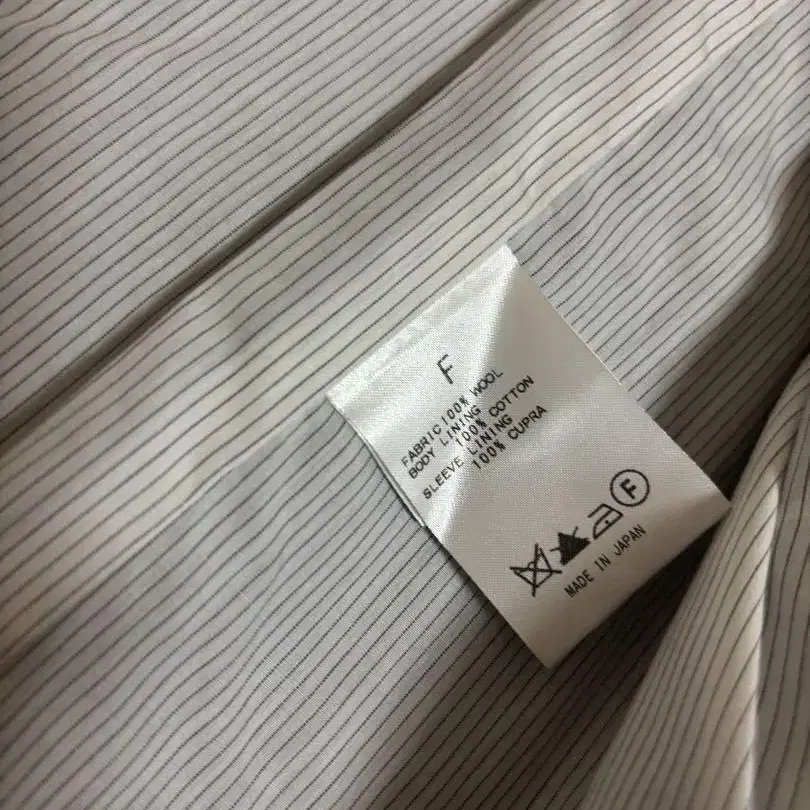 F
FABRIC 100% WOOL
BODY LINING
100% COTTON
SLEEVE LINING
100% CUPRA
F
MADE IN JAPAN